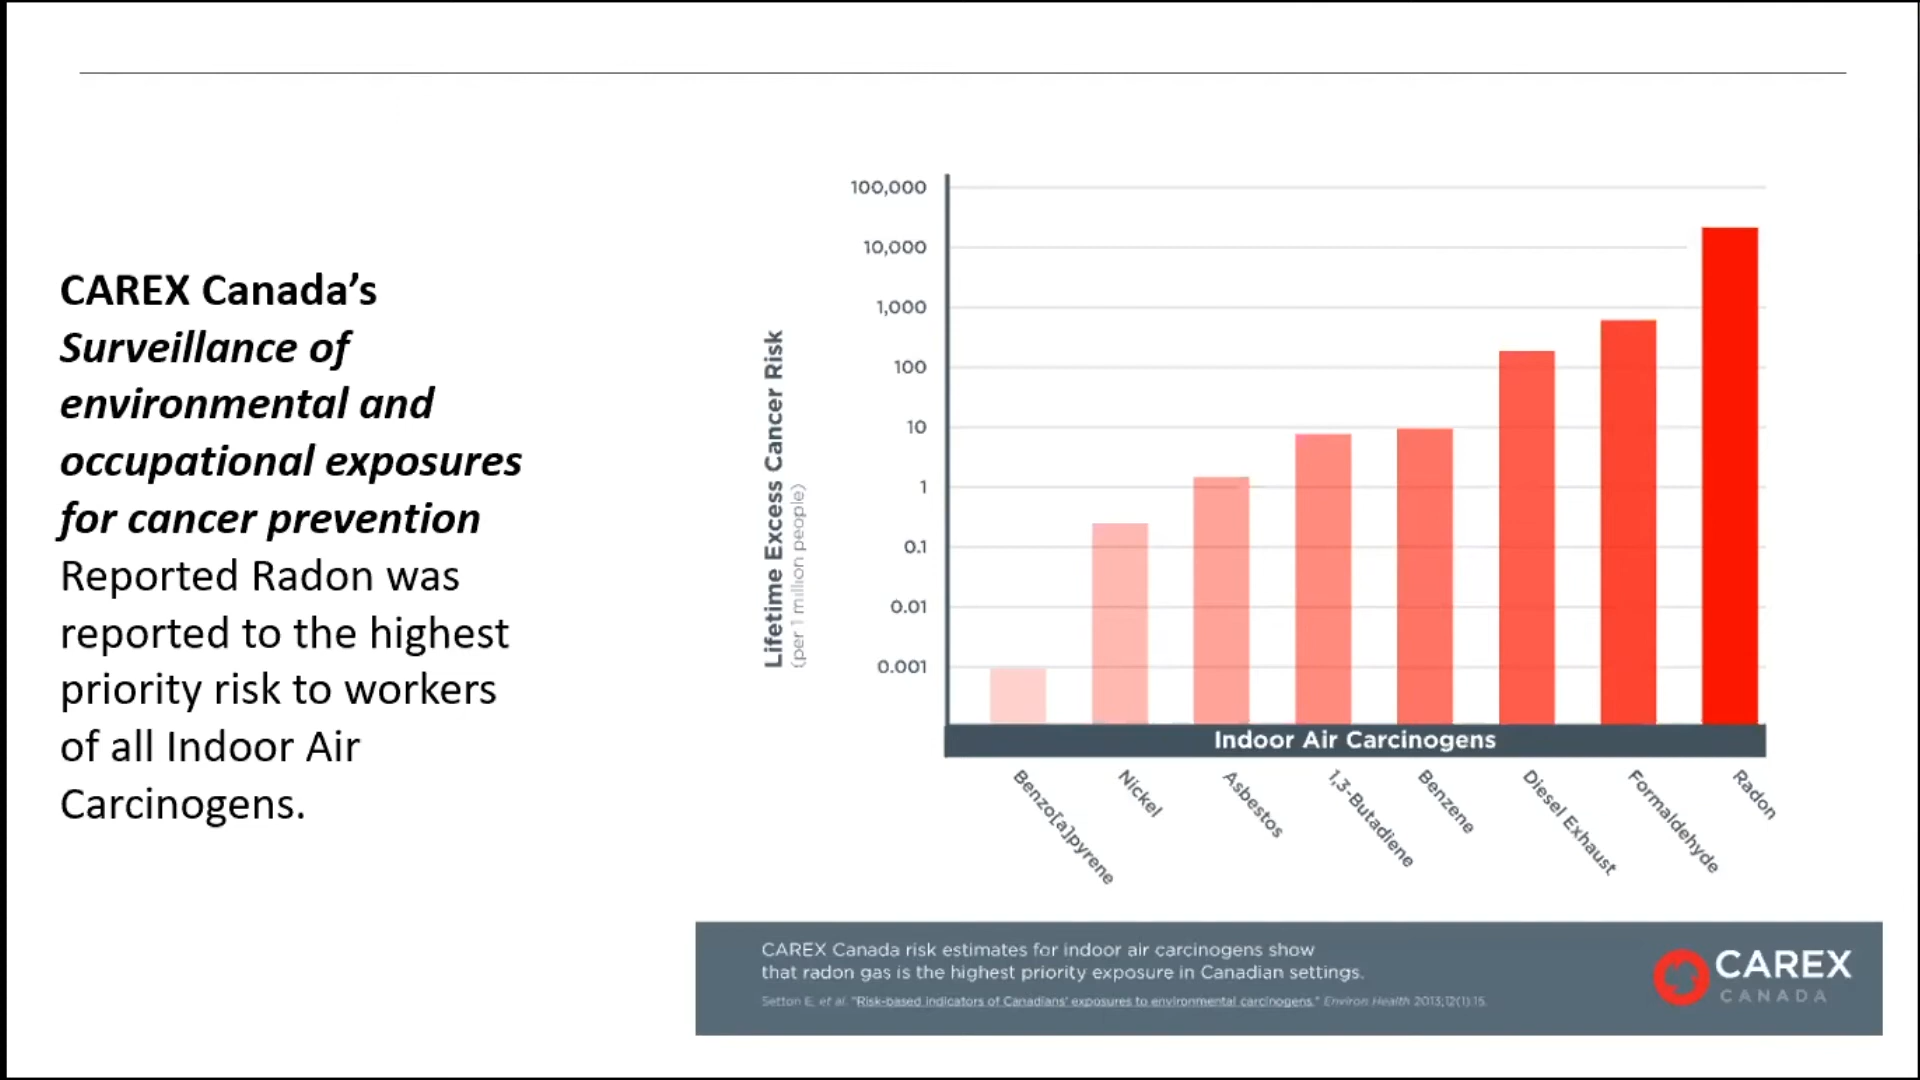 CAREX Canada’s
Surveillance of
environmental and
occupational exposures
for cancer prevention
Reported Radon was
reported to the highest
priority risk to workers
of all Indoor Air
Carcinogens.
Lifetime Excess Cancer Risk
(per 1 million people)
100,000
10,000
1,000
100
10
1
0.1
0.01
0.001
Indoor Air Carcinogens
Benzo[a]pyrene
Nickel
Asbestos
1,3-Butadiene
Benzene
Diesel Exhaust
Formaldehyde
Radon
CAREX Canada risk estimates for indoor air carcinogens show
that radon gas is the highest priority exposure in Canadian settings.
Setton E, et al. "Risk-based indicators of Canadians' exposures to environmental carcinogens." Environ Health 2013;12(1):15.
CAREX
CANADA